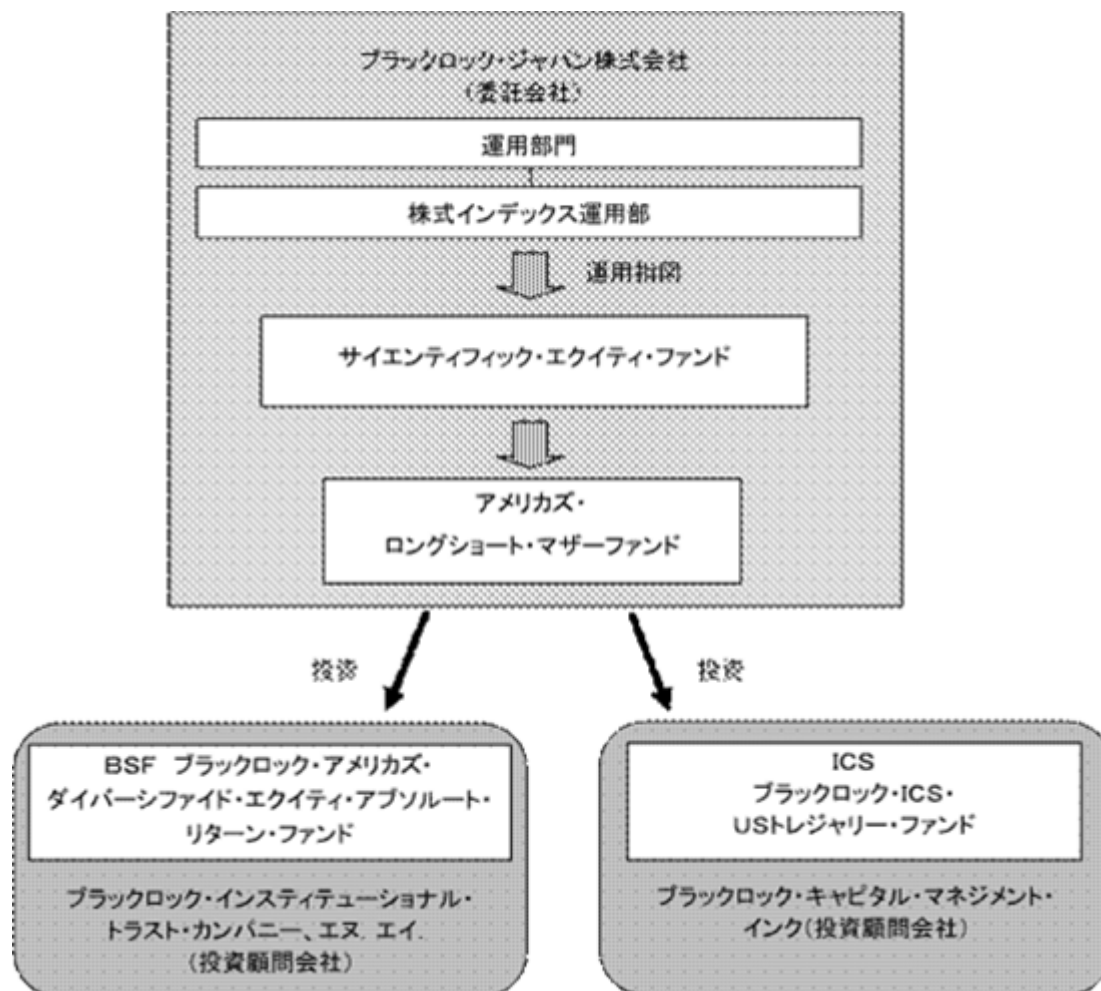 ブラックロック・ジャパン株式会社
（委託会社）
運用部門
株式インデックス運用部
運用指図
サイエンティフィック・エクイティ・ファンド
アメリカズ・
ロングショート・マザーファンド
投資
投資
BSF ブラックロック・アメリカズ・
ダイバーシファイド・エクイティ・アブソルート・
リターン・ファンド
ブラックロック・インスティテューショナル・
トラスト・カンパニー、エヌ.エイ.
（投資顧問会社）
ICS
ブラックロック・ICS・
USトレジャリー・ファンド
ブラックロック・キャピタル・マネジメント・
インク（投資顧問会社）